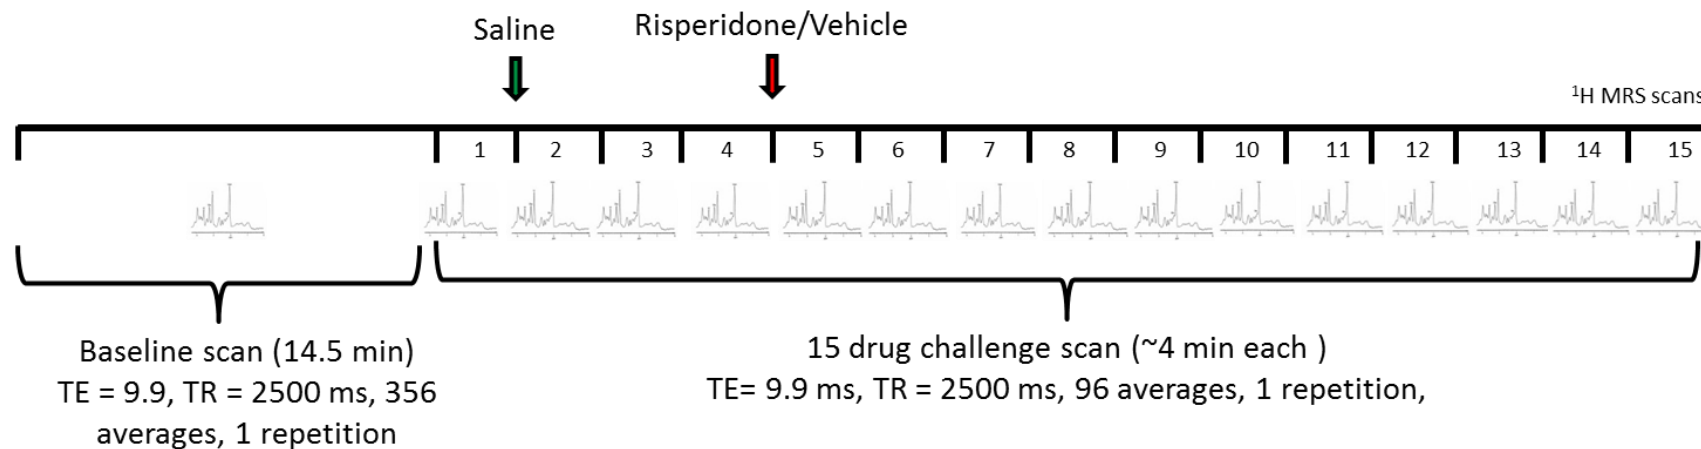 Saline
Risperidone/Vehicle
¹H MRS scans
1 2 3 4 5 6 7 8 9 10 11 12 13 14 15
Baseline scan (14.5 min)
TE = 9.9, TR = 2500 ms, 356
averages, 1 repetition
15 drug challenge scan (~4 min each )
TE= 9.9 ms, TR = 2500 ms, 96 averages, 1 repetition,